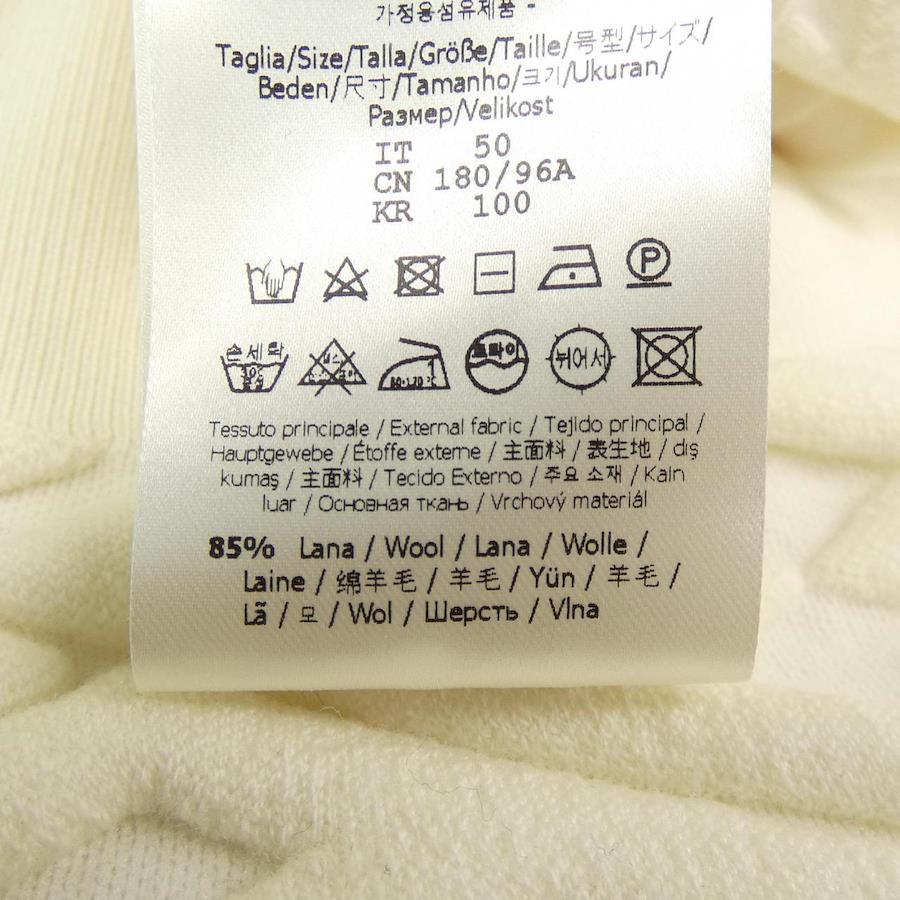 가정용섬유제품 -
Taglia/Size/Talla/Größe/Taille/号型/サイズ/
Beden/尺寸/Tamanho/크기/Ukuran/
Размер/Velikost
IT 50
CN 180/96A
KR 100
P
손세탁
30℃
80-120℃
드라이
뉘어서
Tessuto principale / External fabric / Tejido principal /
Hauptgewebe / Étoffe externe / 主面料 / 表生地 / dış
kumaş / 主面料 / Tecido Externo / 주요 소재 / Kain
luar / Основная ткань / Vrchový materiál
85% Lana / Wool / Lana / Wolle /
Laine / 绵羊毛 / 羊毛 / Yün / 羊毛 /
Lã / 모 / Wol / Шерсть / Vlna